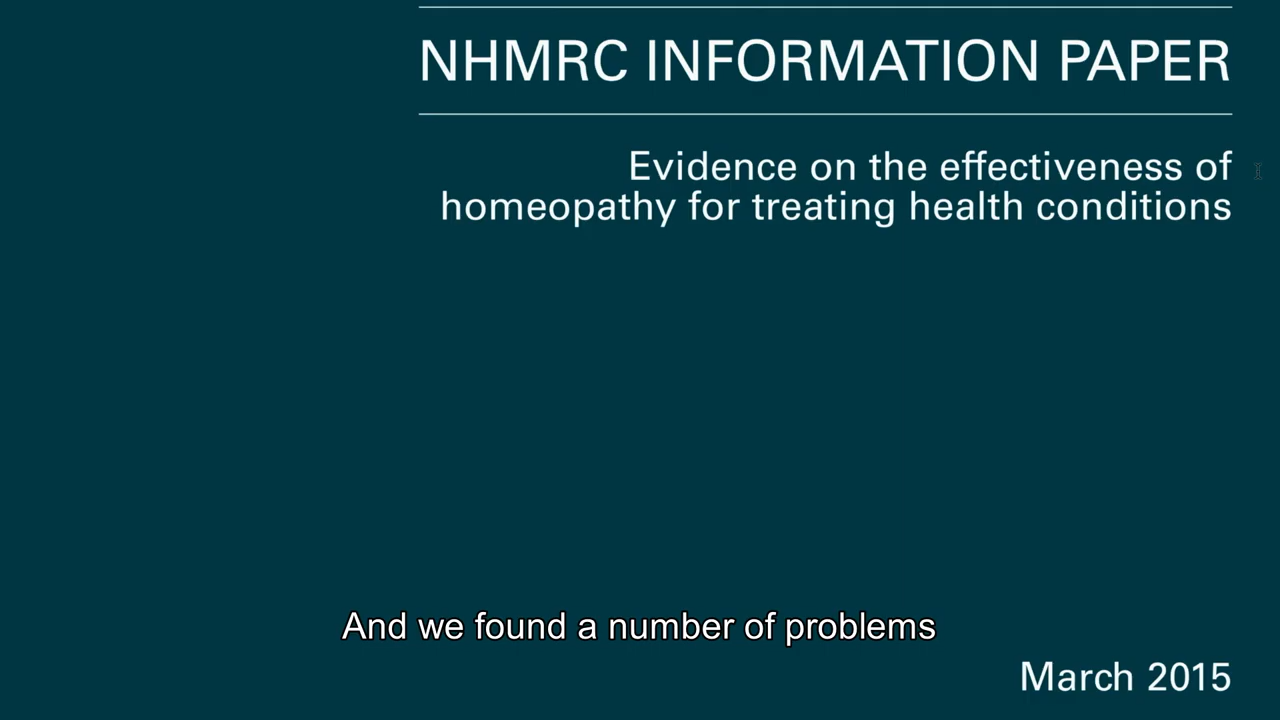 NHMRC INFORMATION PAPER
Evidence on the effectiveness of
homeopathy for treating health conditions
And we found a number of problems
March 2015